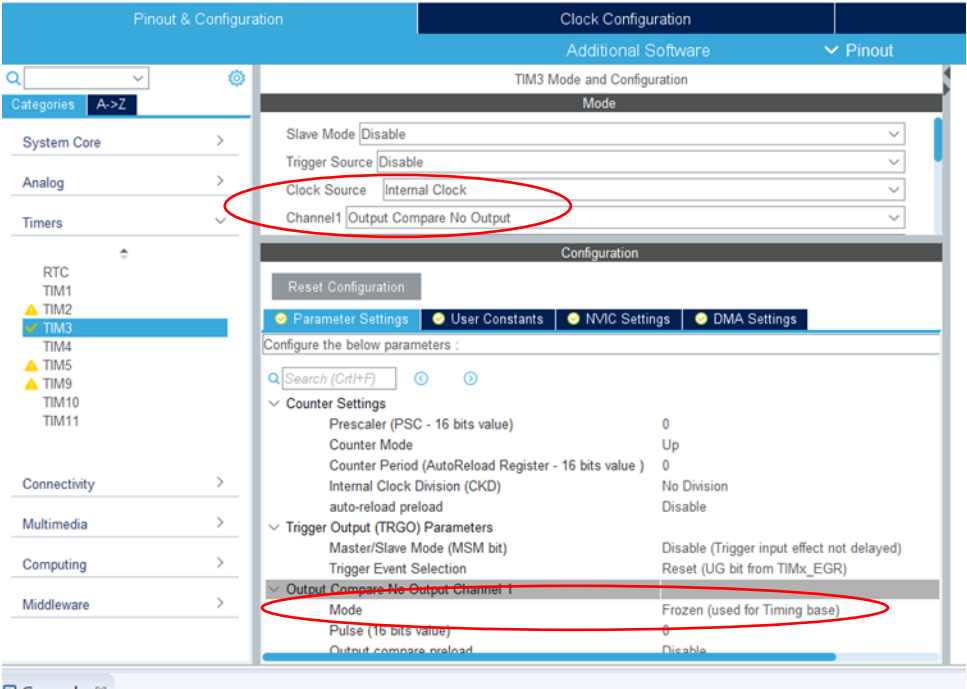 Pinout & Configuration Clock Configuration
Additional Software Pinout
TIM3 Mode and Configuration
Categories A->Z
System Core
Analog
Timers
RTC
TIM1
TIM2
TIM3
TIM4
TIM5
TIM9
TIM10
TIM11
Connectivity
Multimedia
Computing
Middleware
Mode
Slave Mode Disable
Trigger Source Disable
Clock Source Internal Clock
Channel1 Output Compare No Output
Configuration
Reset Configuration
Parameter Settings User Constants NVIC Settings DMA Settings
Configure the below parameters :
Search (Crtl+F)
Counter Settings
Prescaler (PSC - 16 bits value) 0
Counter Mode Up
Counter Period (AutoReload Register - 16 bits value ) 0
Internal Clock Division (CKD) No Division
auto-reload preload Disable
Trigger Output (TRGO) Parameters
Master/Slave Mode (MSM bit) Disable (Trigger input effect not delayed)
Trigger Event Selection Reset (UG bit from TIMx_EGR)
Output Compare No Output Channel 1
Mode Frozen (used for Timing base)
Pulse (16 bits value) 0
Output compare preload Disable